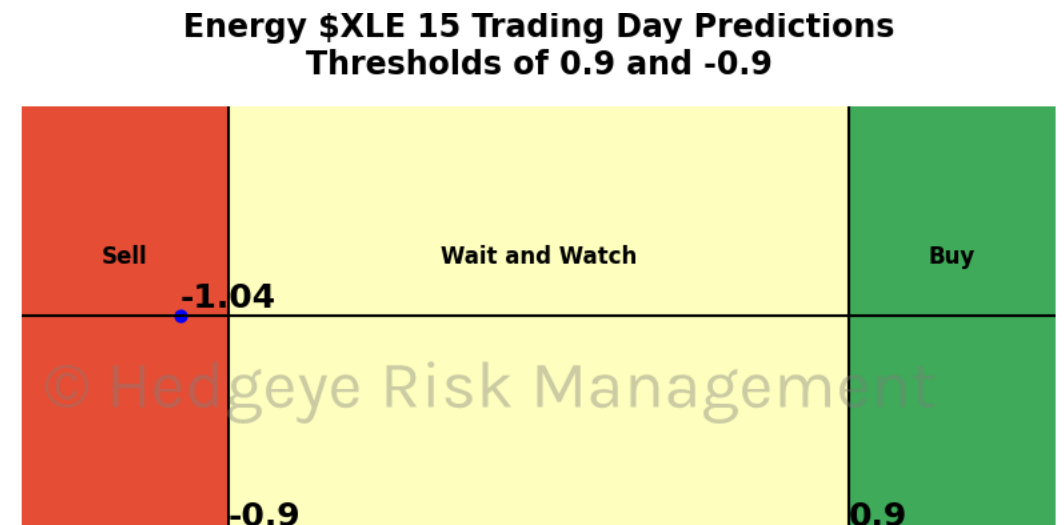 Energy $XLE 15 Trading Day Predictions
Thresholds of 0.9 and -0.9
Sell
Wait and Watch
Buy
-1.04
© Hedgeye Risk Management
-0.9
0.9